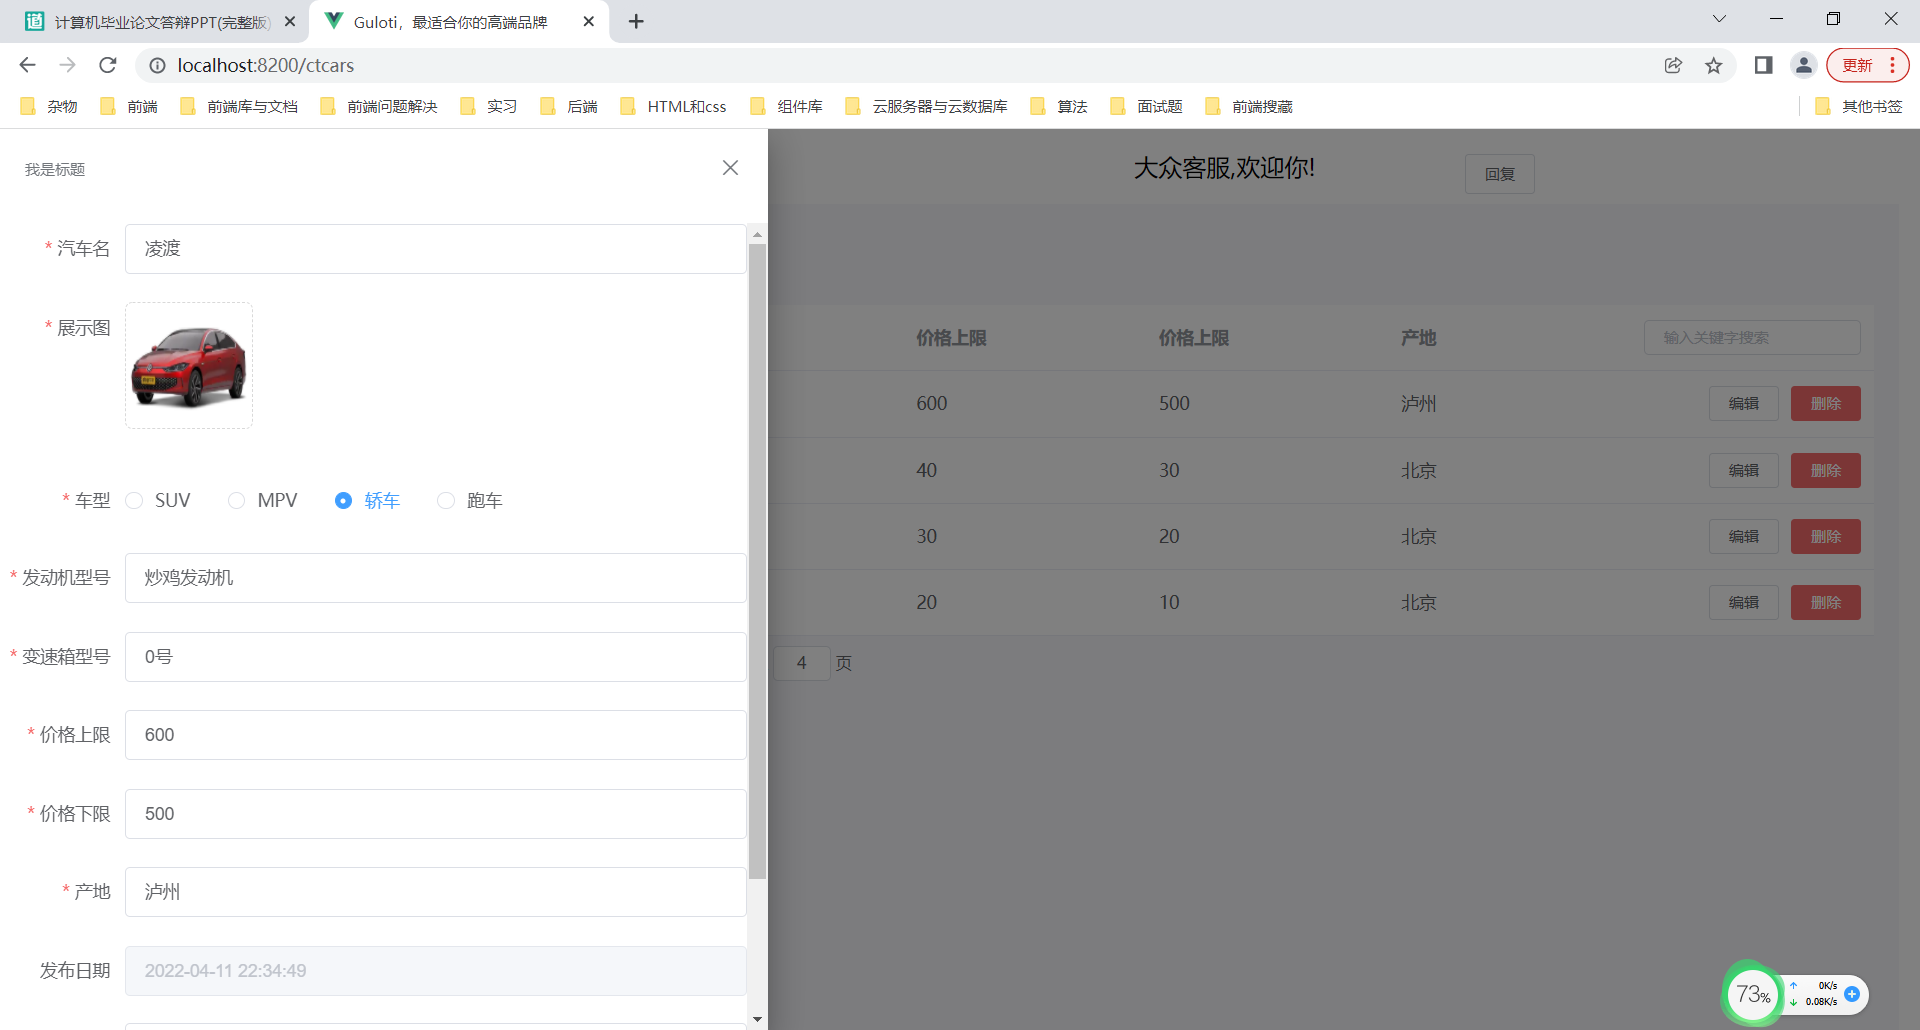 计算机毕业论文答辩PPT(完整版)
Guloti，最适合你的高端品牌
localhost:8200/ctcars
更新
杂物
前端
前端库与文档
前端问题解决
实习
后端
HTML和css
组件库
云服务器与云数据库
算法
面试题
前端搜藏
其他书签
我是标题
* 汽车名 凌渡
* 展示图
* 车型 SUV MPV 轿车 跑车
* 发动机型号 炒鸡发动机
* 变速箱型号 0号
* 价格上限 600
* 价格下限 500
* 产地 泸州
发布日期 2022-04-11 22:34:49
大众客服,欢迎你! 回复
价格上限 价格上限 产地 输入关键字搜索
600 500 泸州 编辑 删除
40 30 北京 编辑 删除
30 20 北京 编辑 删除
20 10 北京 编辑 删除
4 页
73%
0K/s
0.08K/s